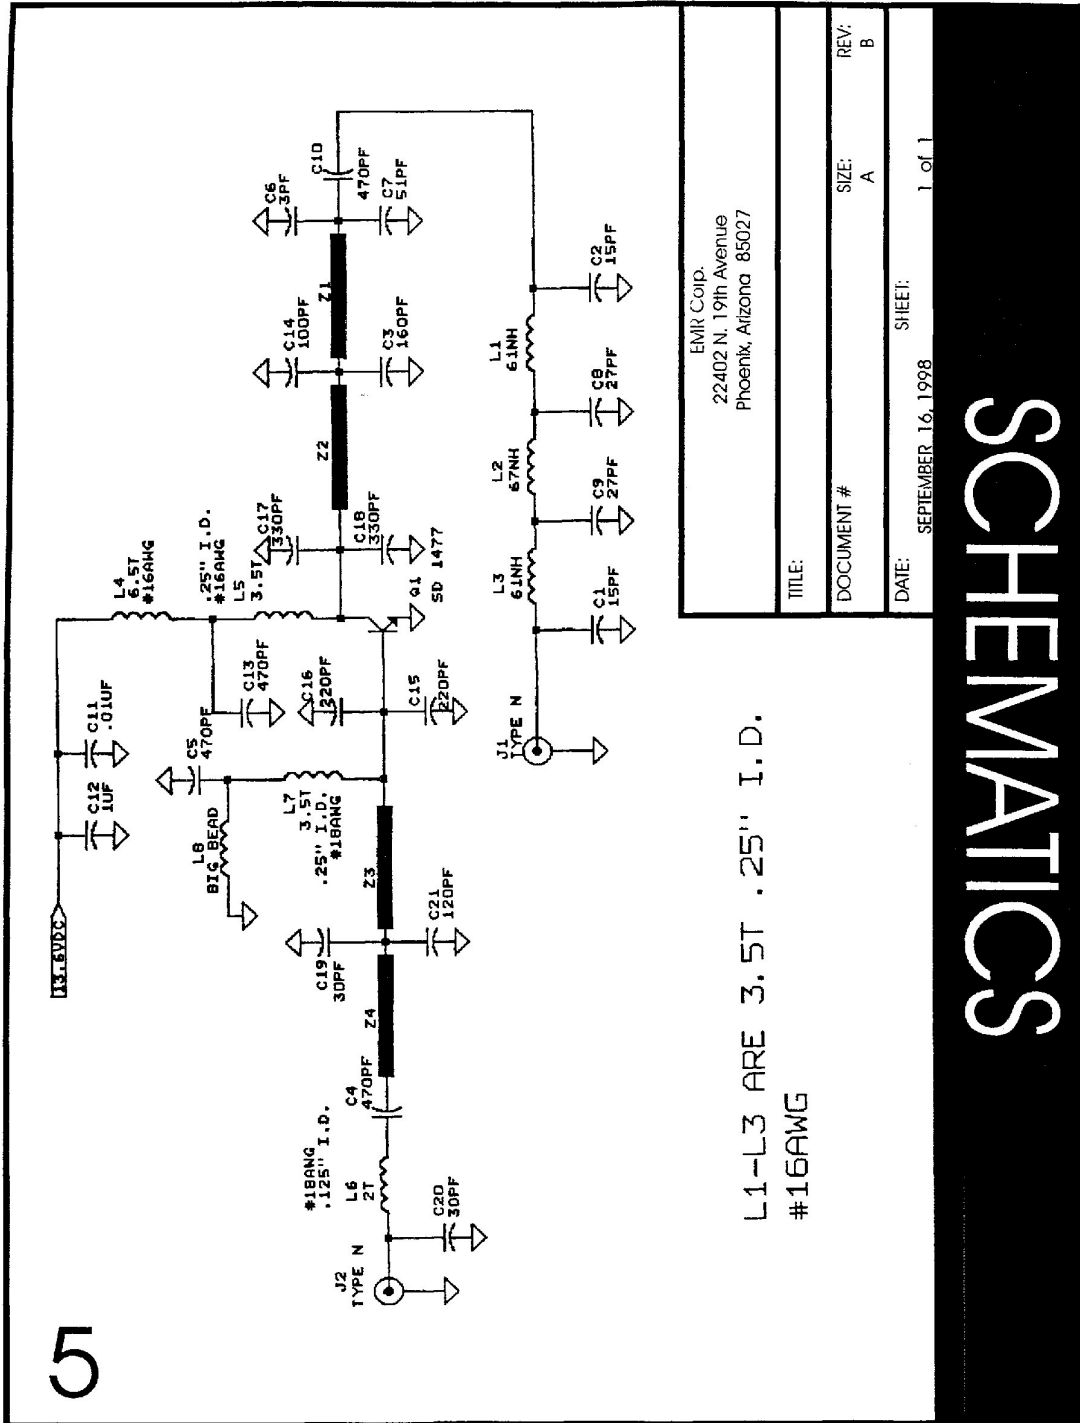 5
SCHEMATICS
13.6VDC
C12
1UF
C11
.01UF
L4
6.5T
#16AWG
.25" I.D.
#16AWG
L5
3.5T
C13
470PF
C5
470PF
L8
BIG BEAD
L7
3.5T
.25" I.D.
#18AWG
C16
220PF
C15
220PF
Q1
SD 1477
C17
330PF
C18
330PF
Z2
C14
100PF
C3
160PF
Z1
C6
3PF
C7
51PF
C10
470PF
J2
TYPE N
C20
30PF
#18AWG
.125" I.D.
L6
2T
C4
470PF
Z4
C19
30PF
C21
120PF
Z3
J1
TYPE N
C1
15PF
L3
61NH
C9
27PF
L2
67NH
C8
27PF
L1
61NH
C2
15PF
L1-L3 ARE 3.5T .25" I.D.
#16AWG
EMR Corp.
22402 N. 19th Avenue
Phoenix, Arizona 85027
TITLE:
DOCUMENT #
SIZE:
A
REV:
B
DATE:
SEPTEMBER 16, 1998
SHEET:
1 of 1